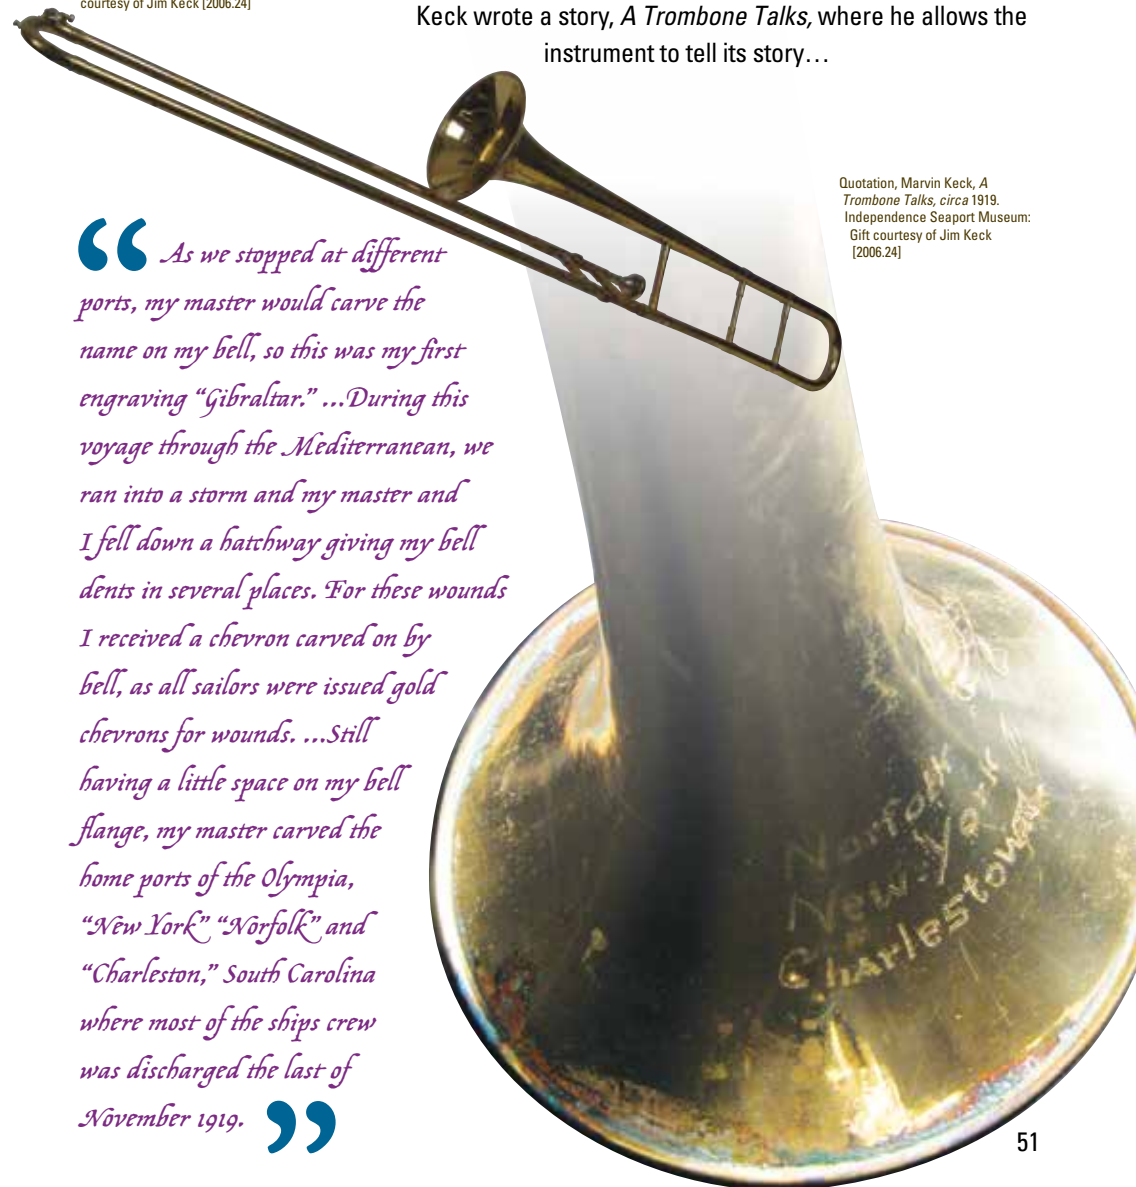 courtesy of Jim Keck [2006.24]
Keck wrote a story, A Trombone Talks, where he allows the
instrument to tell its story…
Quotation, Marvin Keck, A
Trombone Talks, circa 1919.
Independence Seaport Museum:
Gift courtesy of Jim Keck
[2006.24]
“ As we stopped at different
ports, my master would carve the
name on my bell, so this was my first
engraving “Gibraltar.” ...During this
voyage through the Mediterranean, we
ran into a storm and my master and
I fell down a hatchway giving my bell
dents in several places. For these wounds
I received a chevron carved on by
bell, as all sailors were issued gold
chevrons for wounds. ...Still
having a little space on my bell
flange, my master carved the
home ports of the Olympia,
“New York” “Norfolk” and
“Charleston,” South Carolina
where most of the ships crew
was discharged the last of
November 1919. ”
Norfolk
New-York
Charleston
51